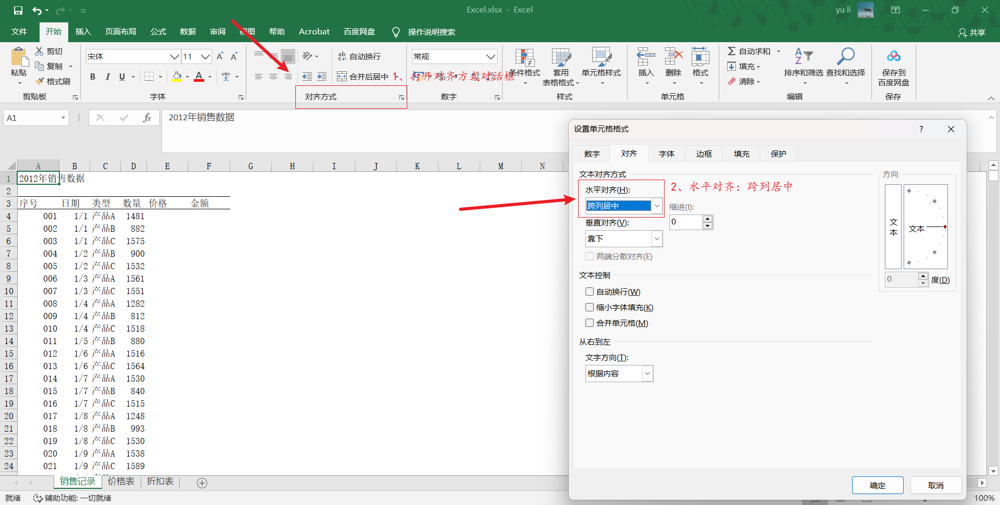 Excel.xlsx - Excel
yu li
文件 开始 插入 页面布局 公式 数据 审阅 视图 帮助 Acrobat 百度网盘 操作说明搜索 共享
粘贴
剪切
复制
格式刷
剪贴板
宋体 11
B I U A wén 文
字体
ab 自动换行
合并后居中
对齐方式
1、打开对齐方式对话框
常规
数字
条件格式
套用
表格格式
单元格样式
样式
插入 删除 格式
单元格
自动求和
填充
清除
排序和筛选 查找和选择
编辑
保存到
百度网盘
保存
A1 fx 2012年销售数据
A B C D E F G H I J K L M N
1 2012年销售数据
2
3 序号 日期 类型 数量 价格 金额
4 001 1/1 产品A 1481
5 002 1/1 产品B 882
6 003 1/1 产品C 1575
7 004 1/2 产品B 900
8 005 1/2 产品C 1532
9 006 1/3 产品A 1561
10 007 1/3 产品C 1551
11 008 1/4 产品A 1282
12 009 1/4 产品B 812
13 010 1/4 产品C 1518
14 011 1/5 产品B 880
15 012 1/6 产品A 1516
16 013 1/6 产品C 1564
17 014 1/7 产品A 1530
18 015 1/7 产品B 840
19 016 1/7 产品C 1515
20 017 1/8 产品A 1248
21 018 1/8 产品B 993
22 019 1/8 产品C 1530
23 020 1/9 产品A 1538
24 021 1/9 产品C 1589
销售记录 价格表 折扣表
就绪 辅助功能: 一切就绪 100%
设置单元格格式 ?
数字 对齐 字体 边框 填充 保护
文本对齐方式
水平对齐(H):
跨列居中
2、水平对齐：跨列居中
缩进(I):
0
垂直对齐(V):
靠下
两端分散对齐(E)
文本控制
自动换行(W)
缩小字体填充(K)
合并单元格(M)
从右到左
文字方向(T):
根据内容
方向
文本
文本
0 度(D)
确定 取消